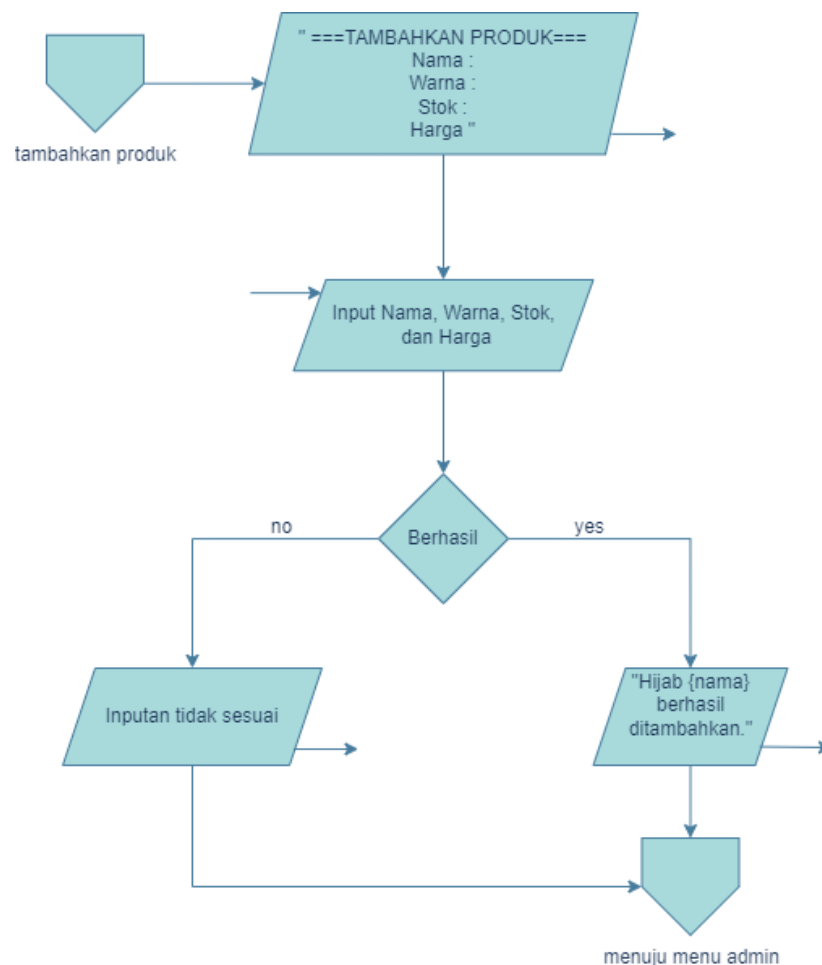 " ===TAMBAHKAN PRODUK===
Nama :
Warna :
Stok :
Harga "
tambahkan produk
Input Nama, Warna, Stok,
dan Harga
Berhasil
no
yes
Inputan tidak sesuai
"Hijab {nama}
berhasil
ditambahkan."
menuju menu admin